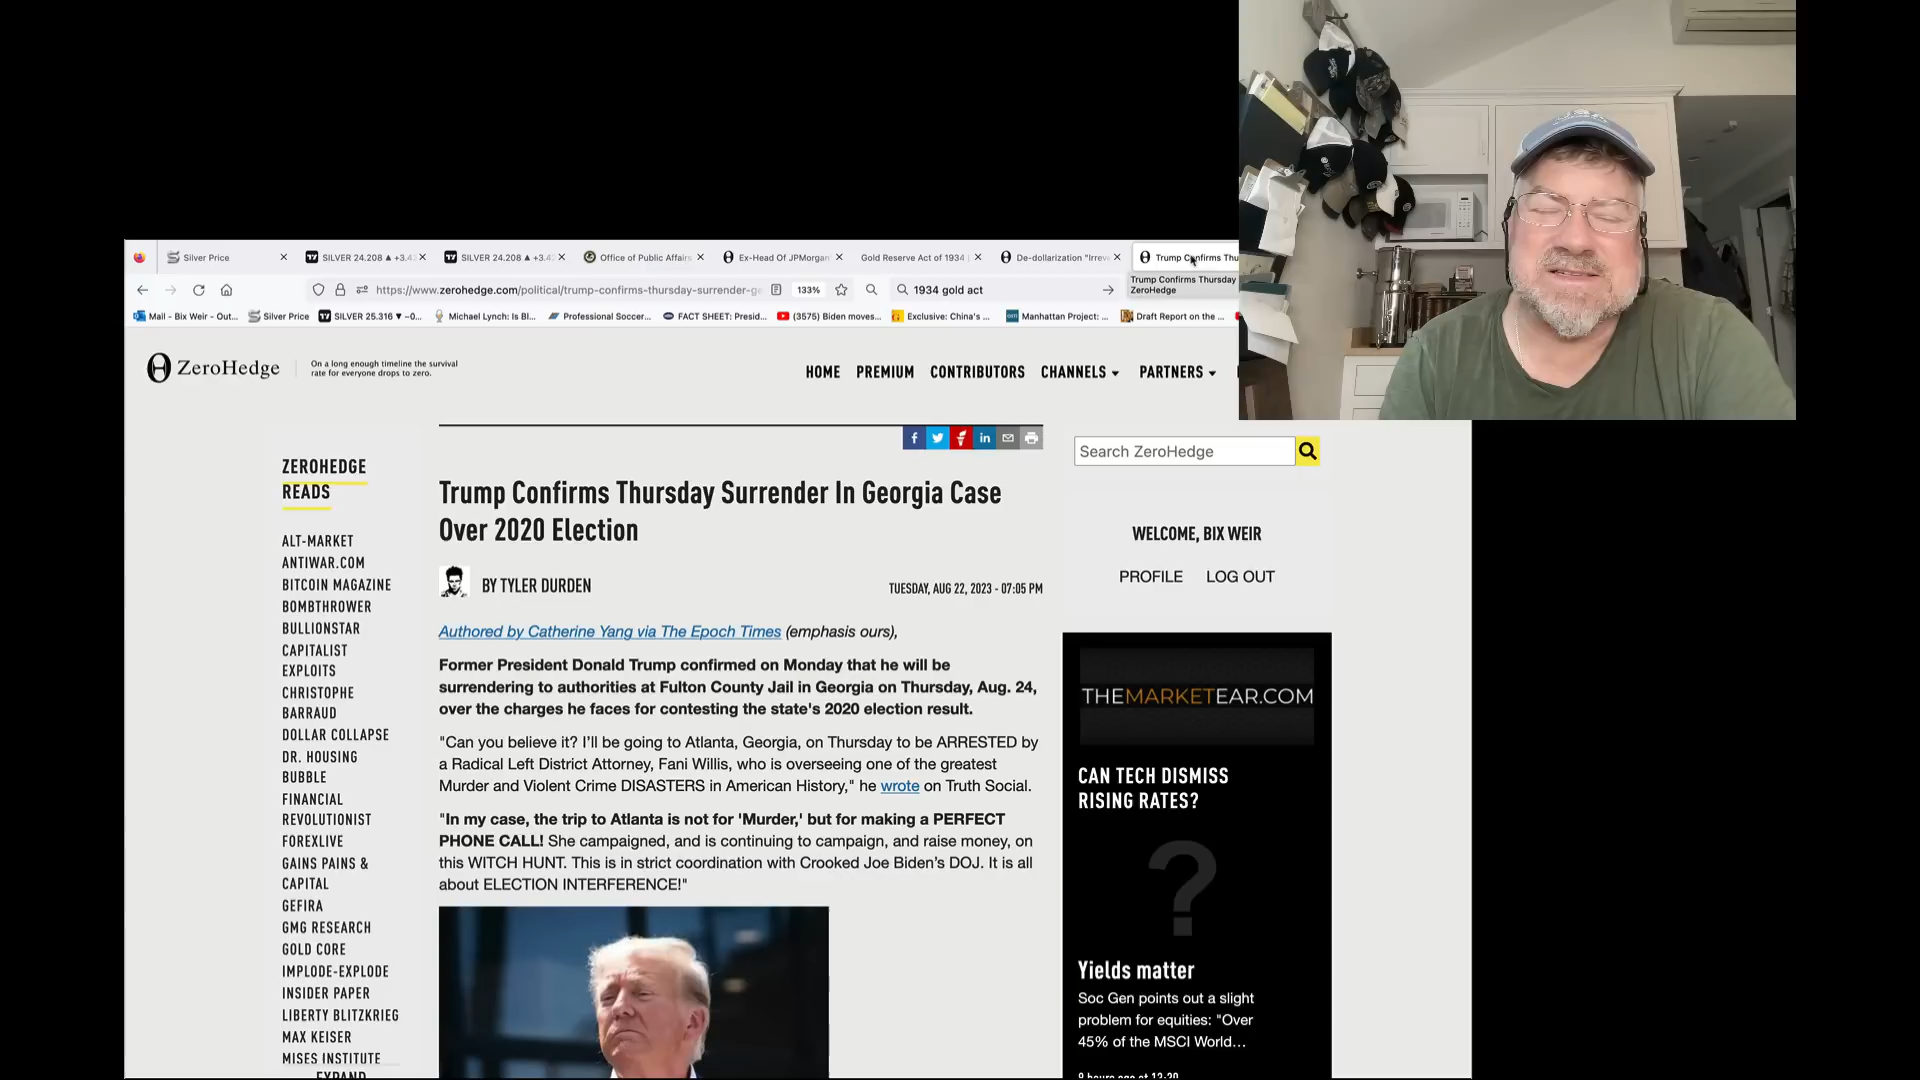 Silver Price
SILVER 24.208 ▲ +3.4
SILVER 24.208 ▲ +3.4
Office of Public Affairs
Ex-Head Of JPMorgan
Gold Reserve Act of 1934
De-dollarization "Irrev
Trump Confirms Thu
https://www.zerohedge.com/political/trump-confirms-thursday-surrender-ge
133%
1934 gold act
Trump Confirms Thursday
ZeroHedge
Mail - Bix Weir - Out...
Silver Price
SILVER 25.316 ▼ −0...
Michael Lynch: Is Bl...
Professional Soccer...
FACT SHEET: Presid...
(3575) Biden moves...
Exclusive: China's ...
Manhattan Project: ...
Draft Report on the ...
ZeroHedge
On a long enough timeline the survival
rate for everyone drops to zero.
HOME PREMIUM CONTRIBUTORS CHANNELS PARTNERS
ZEROHEDGE
READS
ALT-MARKET
ANTIWAR.COM
BITCOIN MAGAZINE
BOMBTHROWER
BULLIONSTAR
CAPITALIST
EXPLOITS
CHRISTOPHE
BARRAUD
DOLLAR COLLAPSE
DR. HOUSING
BUBBLE
FINANCIAL
REVOLUTIONIST
FOREXLIVE
GAINS PAINS &
CAPITAL
GEFIRA
GMG RESEARCH
GOLD CORE
IMPLODE-EXPLODE
INSIDER PAPER
LIBERTY BLITZKRIEG
MAX KEISER
MISES INSTITUTE
EXPAND
Trump Confirms Thursday Surrender In Georgia Case
Over 2020 Election
BY TYLER DURDEN
TUESDAY, AUG 22, 2023 - 07:05 PM
Authored by Catherine Yang via The Epoch Times (emphasis ours),
Former President Donald Trump confirmed on Monday that he will be
surrendering to authorities at Fulton County Jail in Georgia on Thursday, Aug. 24,
over the charges he faces for contesting the state's 2020 election result.
"Can you believe it? I'll be going to Atlanta, Georgia, on Thursday to be ARRESTED by
a Radical Left District Attorney, Fani Willis, who is overseeing one of the greatest
Murder and Violent Crime DISASTERS in American History," he wrote on Truth Social.
"In my case, the trip to Atlanta is not for 'Murder,' but for making a PERFECT
PHONE CALL! She campaigned, and is continuing to campaign, and raise money, on
this WITCH HUNT. This is in strict coordination with Crooked Joe Biden's DOJ. It is all
about ELECTION INTERFERENCE!"
Search ZeroHedge
WELCOME, BIX WEIR
PROFILE LOG OUT
THEMARKETEAR.COM
CAN TECH DISMISS
RISING RATES?
?
Yields matter
Soc Gen points out a slight
problem for equities: "Over
45% of the MSCI World...
9 hours ago at 13:20